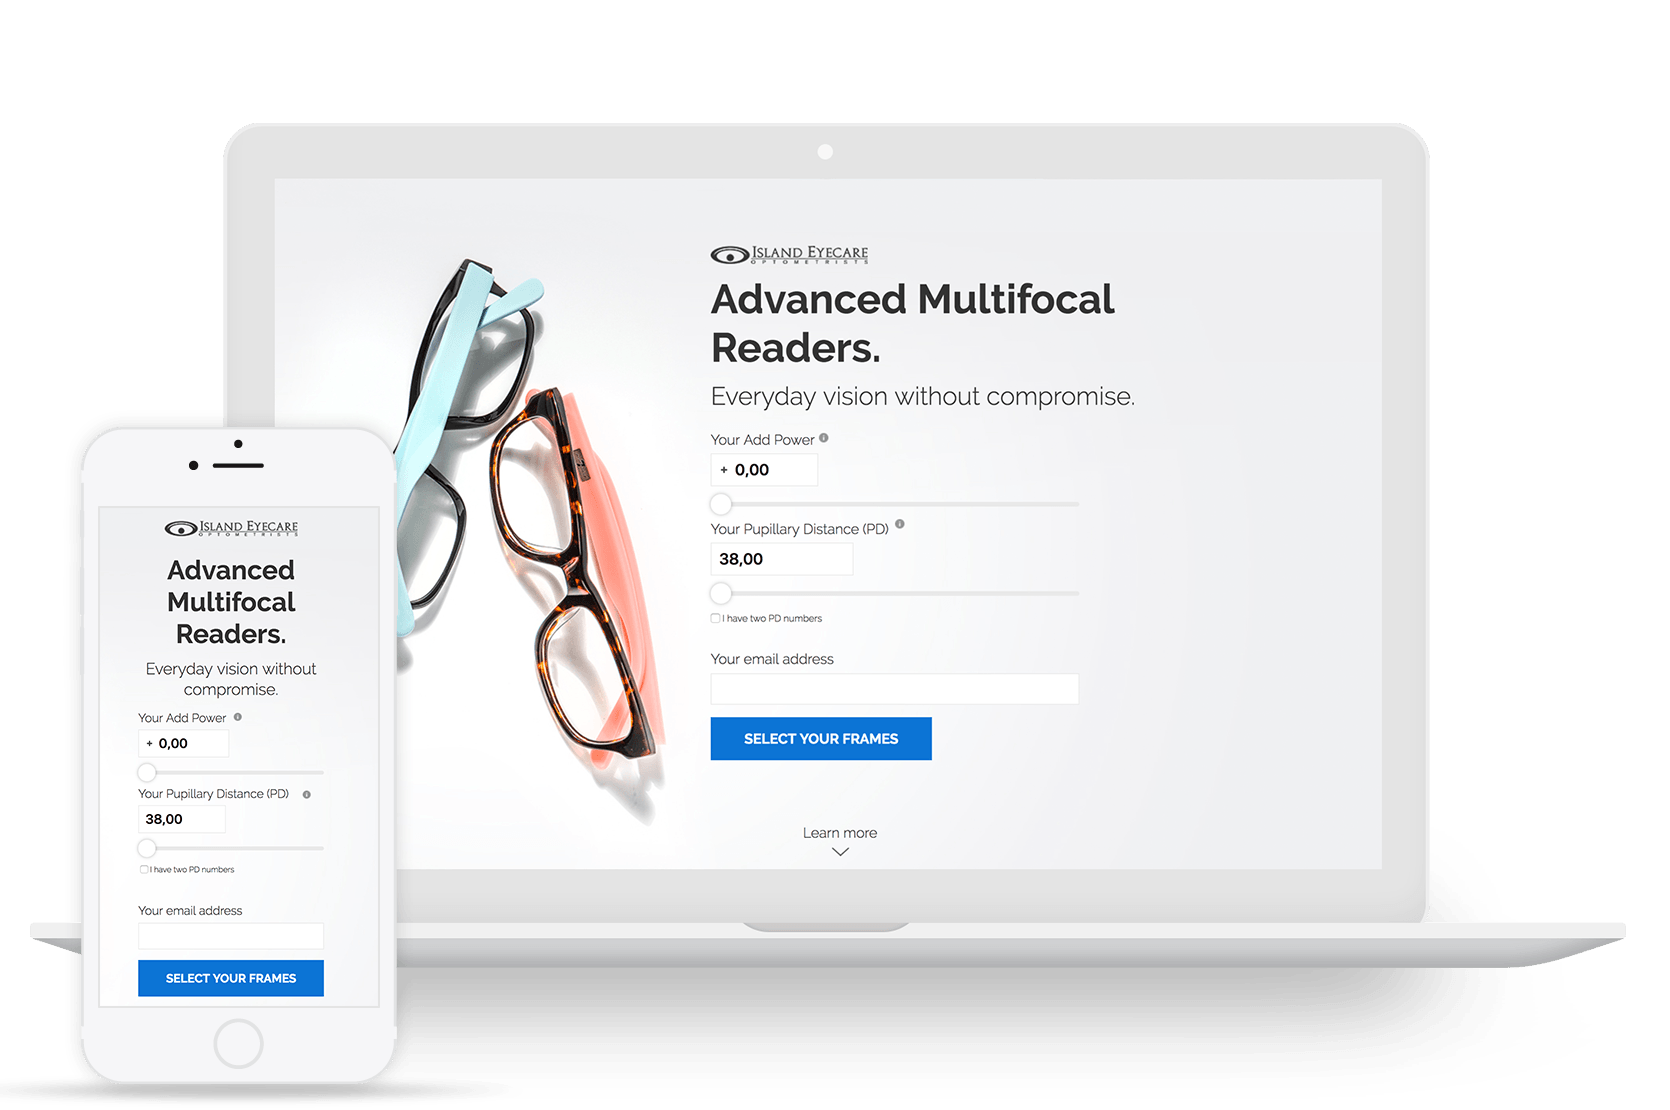 ISLAND EYECARE
OPTOMETRISTS
Advanced Multifocal
Readers.
Everyday vision without compromise.
Your Add Power
+ 0,00
Your Pupillary Distance (PD)
38,00
I have two PD numbers
Your email address
SELECT YOUR FRAMES
Learn more
ISLAND EYECARE
OPTOMETRISTS
Advanced
Multifocal
Readers.
Everyday vision without
compromise.
Your Add Power
+ 0,00
Your Pupillary Distance (PD)
38,00
I have two PD numbers
Your email address
SELECT YOUR FRAMES